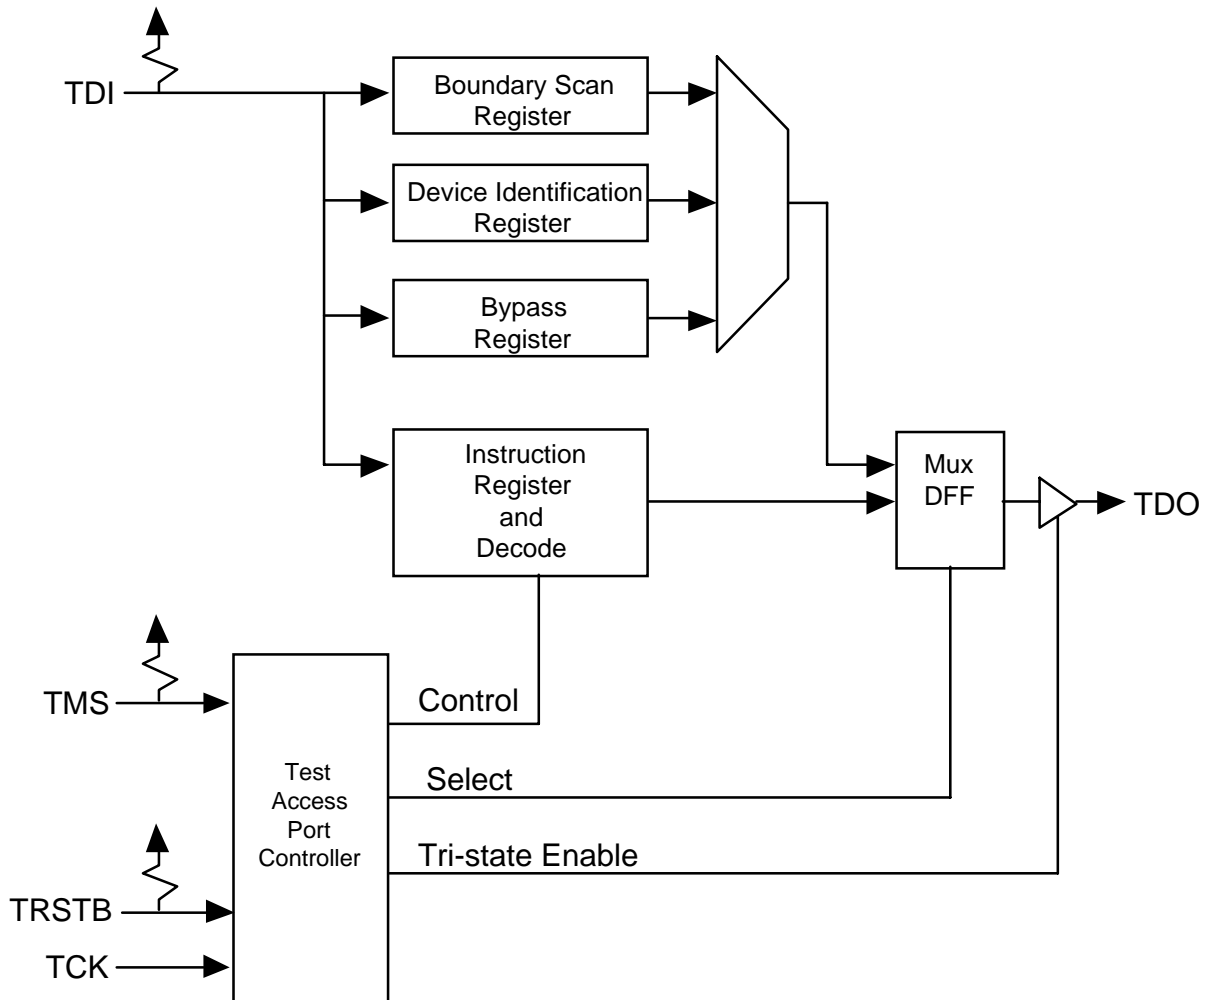 TDI
Boundary Scan
Register
Device Identification
Register
Bypass
Register
Instruction
Register
and
Decode
Mux
DFF
TDO
TMS
Control
Test
Access
Port
Controller
Select
Tri-state Enable
TRSTB
TCK